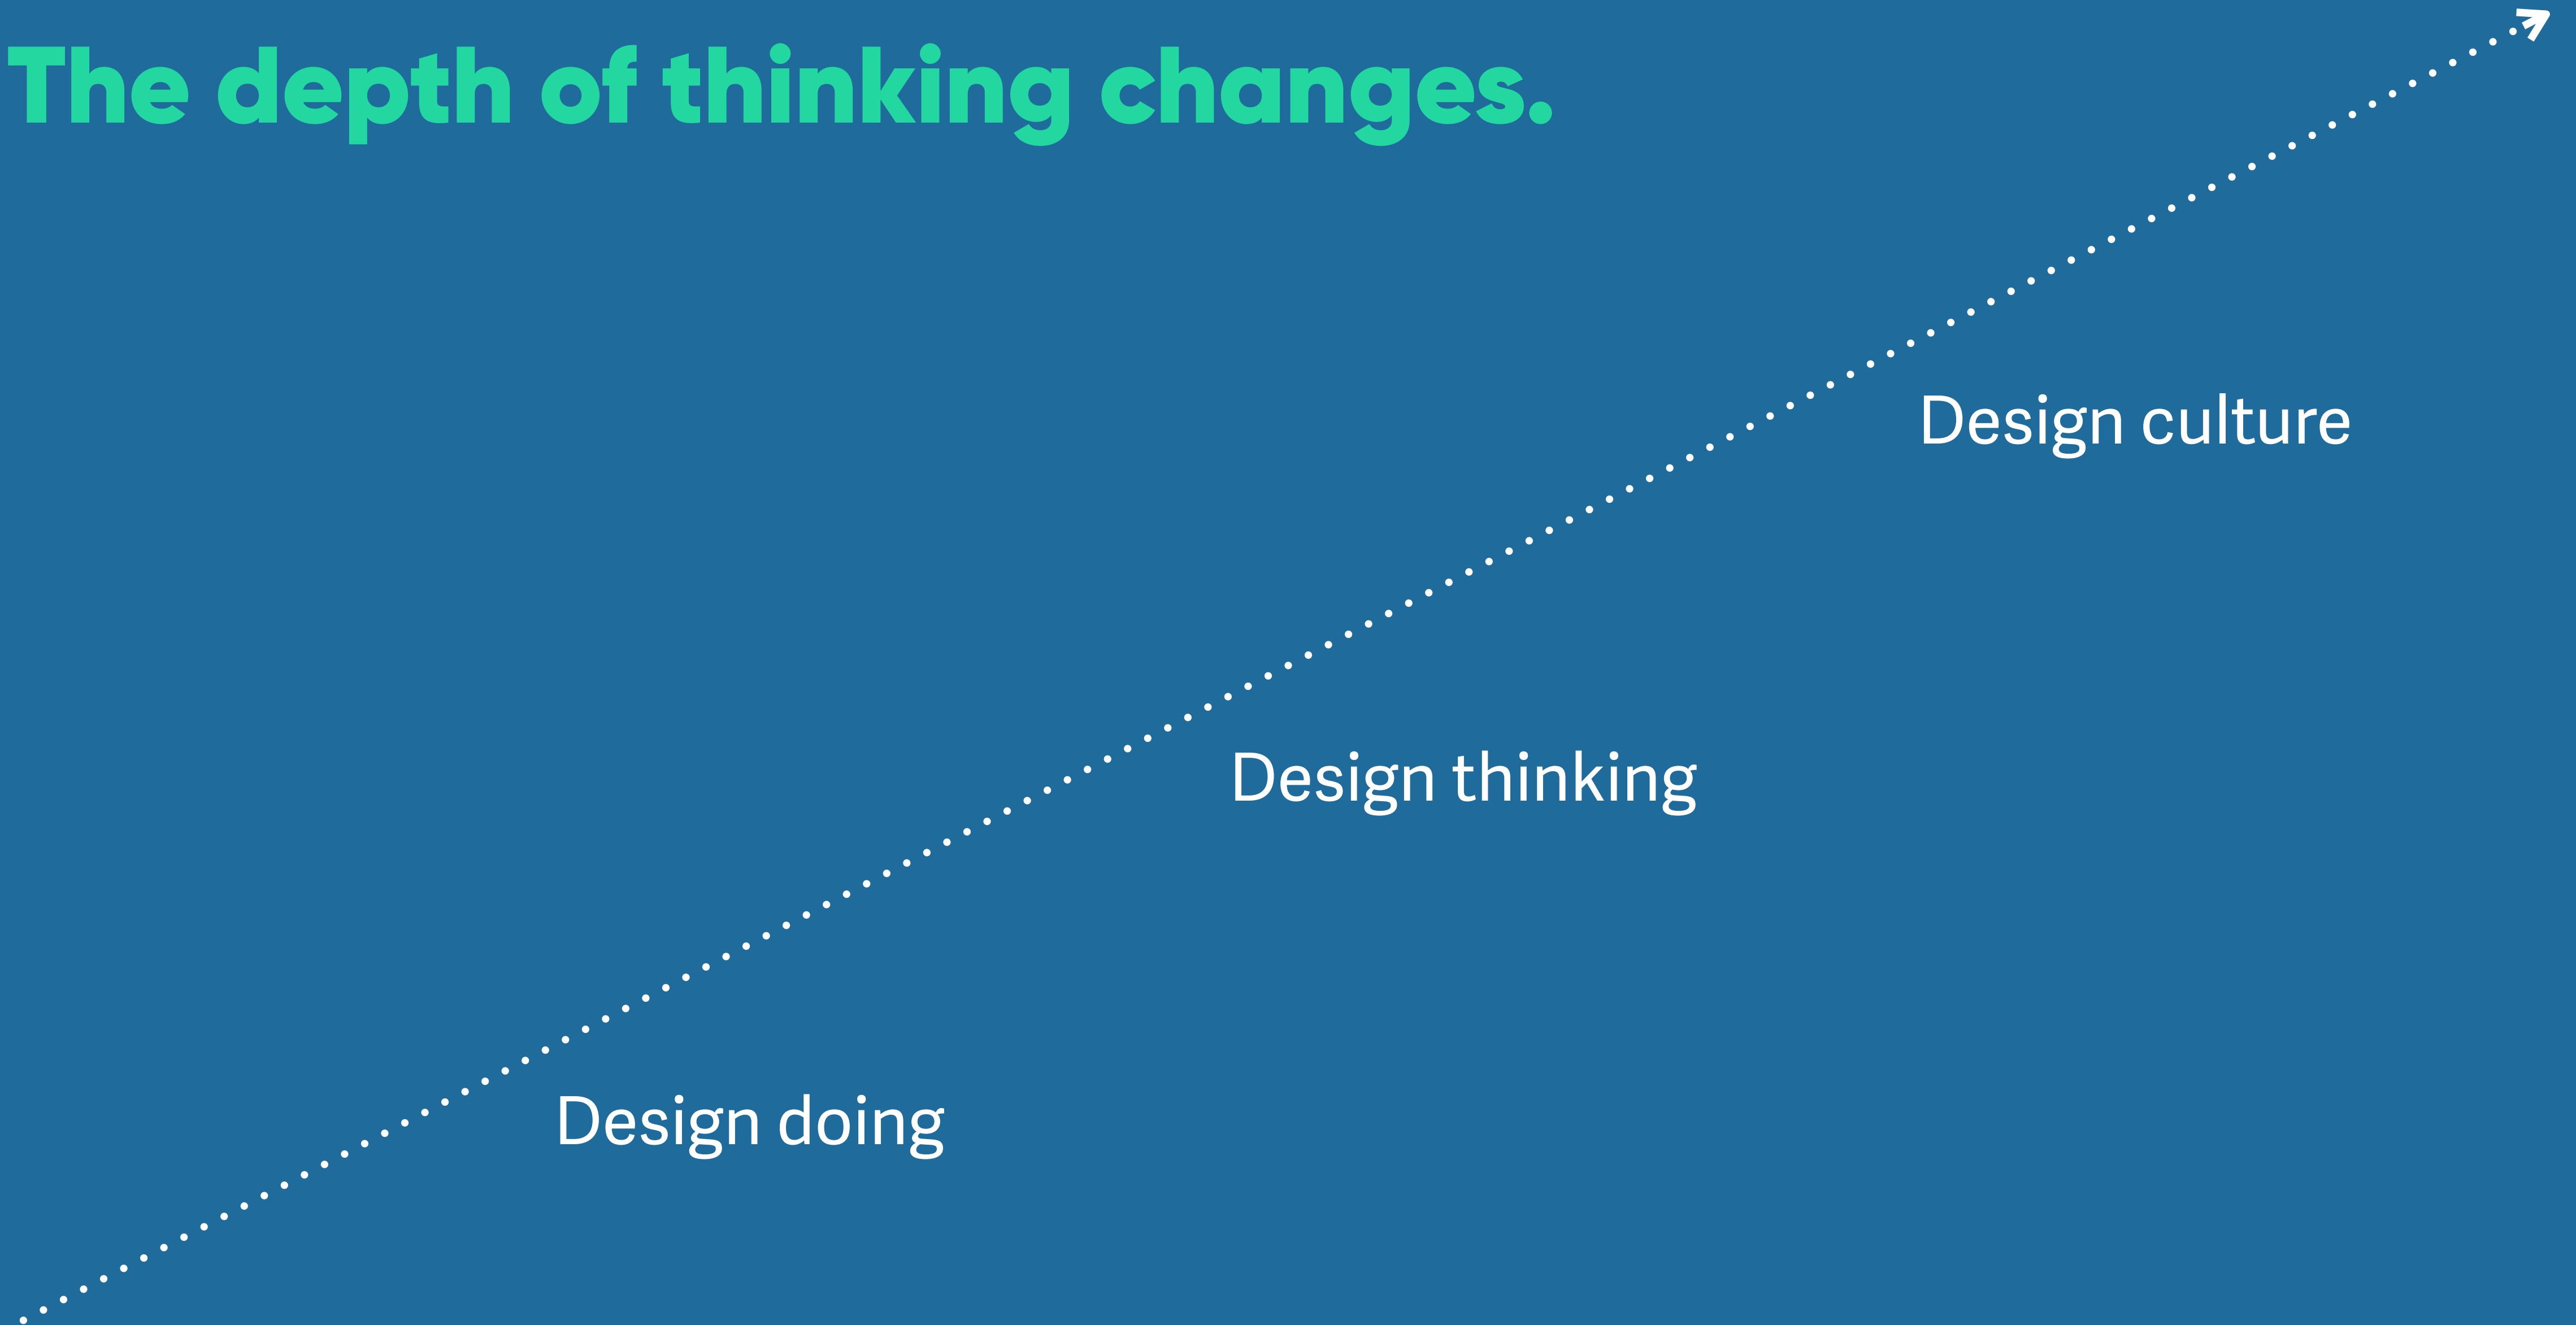 The depth of thinking changes.
Design culture
Design thinking
Design doing